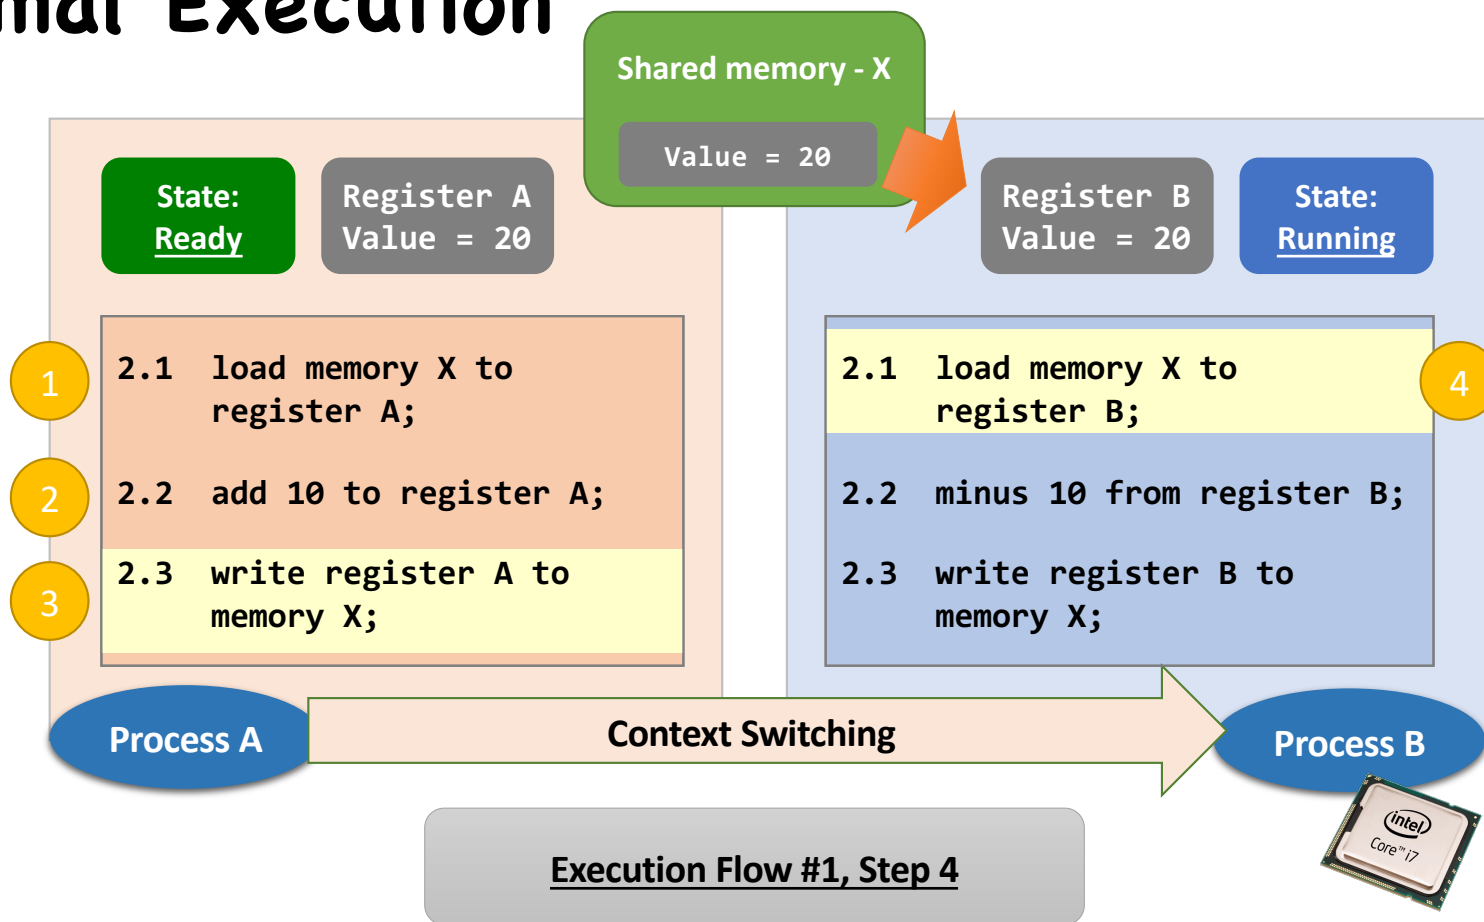 mal Execution
Shared memory - X
Value = 20
State:
Ready
Register A
Value = 20
Register B
Value = 20
State:
Running
1
2.1 load memory X to
register A;
2
2.2 add 10 to register A;
3
2.3 write register A to
memory X;
2.1 load memory X to
register B;
4
2.2 minus 10 from register B;
2.3 write register B to
memory X;
Process A
Context Switching
Process B
intel
Core™ i7
Execution Flow #1, Step 4